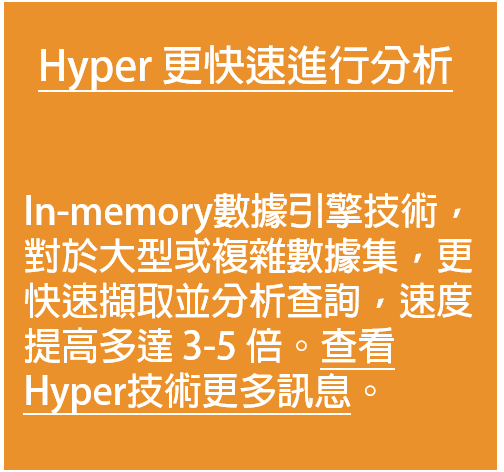 Hyper 更快速進行分析
In-memory數據引擎技術，
對於大型或複雜數據集，更
快速擷取並分析查詢，速度
提高多達 3-5 倍。查看
Hyper技術更多訊息。